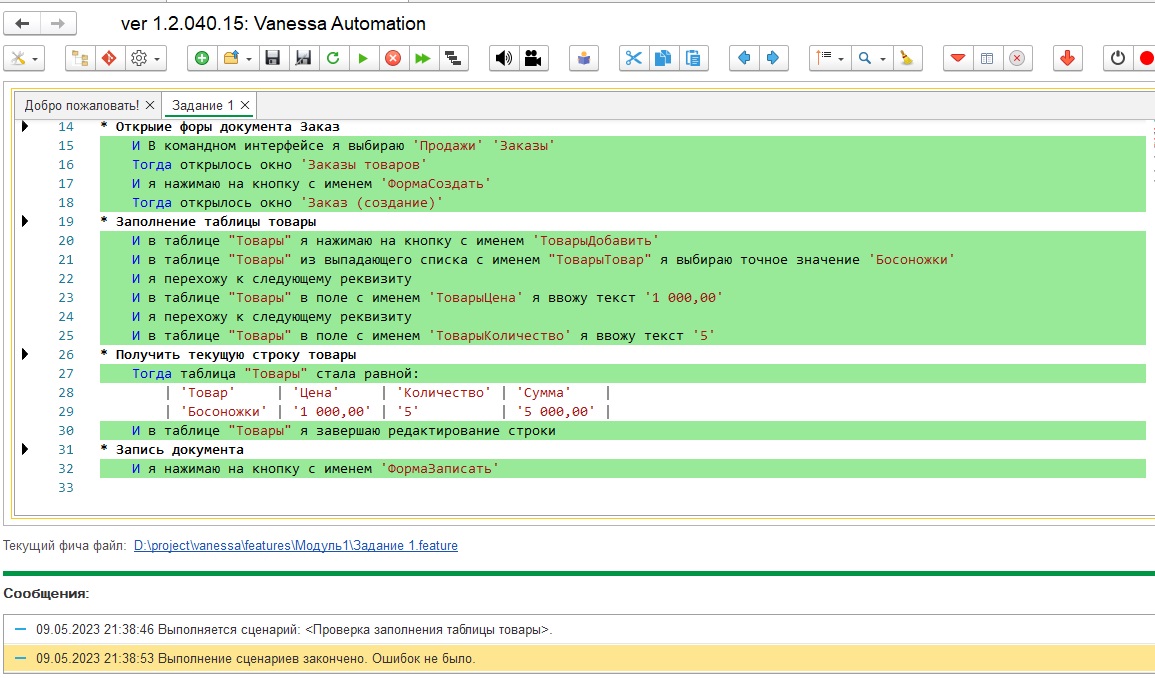 ver 1.2.040.15: Vanessa Automation
Добро пожаловать! Задание 1
14 * Открыие форы документа Заказ
15 И В командном интерфейсе я выбираю 'Продажи' 'Заказы'
16 Тогда открылось окно 'Заказы товаров'
17 И я нажимаю на кнопку с именем 'ФормаСоздать'
18 Тогда открылось окно 'Заказ (создание)'
19 * Заполнение таблицы товары
20 И в таблице "Товары" я нажимаю на кнопку с именем 'ТоварыДобавить'
21 И в таблице "Товары" из выпадающего списка с именем "ТоварыТовар" я выбираю точное значение 'Босоножки'
22 И я перехожу к следующему реквизиту
23 И в таблице "Товары" в поле с именем 'ТоварыЦена' я ввожу текст '1 000,00'
24 И я перехожу к следующему реквизиту
25 И в таблице "Товары" в поле с именем 'ТоварыКоличество' я ввожу текст '5'
26 * Получить текущую строку товары
27 Тогда таблица "Товары" стала равной:
28 | 'Товар' | 'Цена' | 'Количество' | 'Сумма' |
29 | 'Босоножки' | '1 000,00' | '5' | '5 000,00' |
30 И в таблице "Товары" я завершаю редактирование строки
31 * Запись документа
32 И я нажимаю на кнопку с именем 'ФормаЗаписать'
33
Текущий фича файл: D:\project\vanessa\features\Модуль1\Задание 1.feature
Сообщения:
09.05.2023 21:38:46 Выполняется сценарий: <Проверка заполнения таблицы товары>.
09.05.2023 21:38:53 Выполнение сценариев закончено. Ошибок не было.